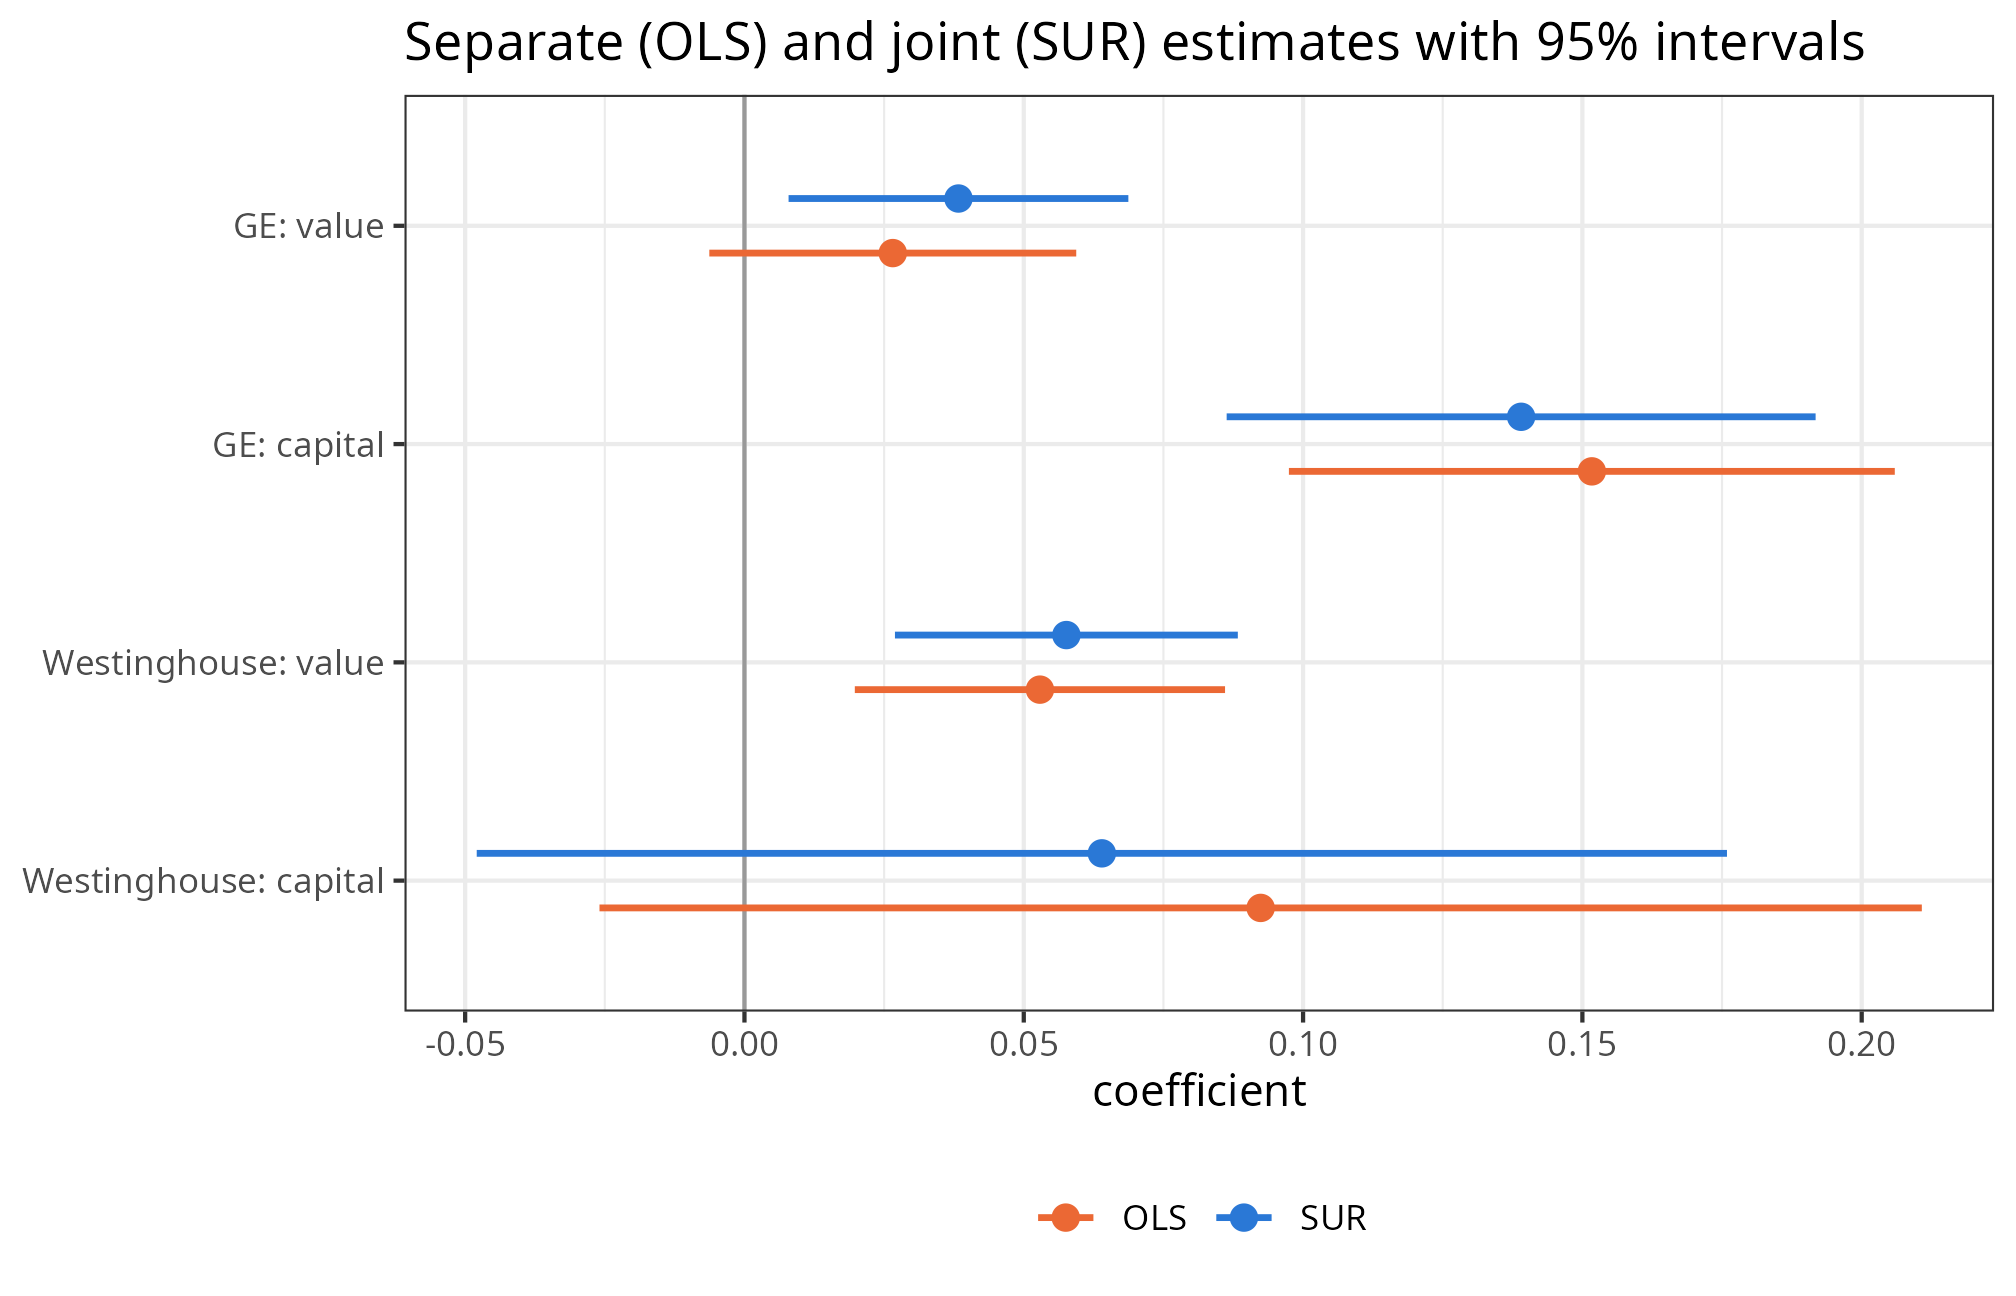 Separate (OLS) and joint (SUR) estimates with 95% intervals
GE: value
GE: capital
Westinghouse: value
Westinghouse: capital
-0.05 0.00 0.05 0.10 0.15 0.20
coefficient
OLS SUR